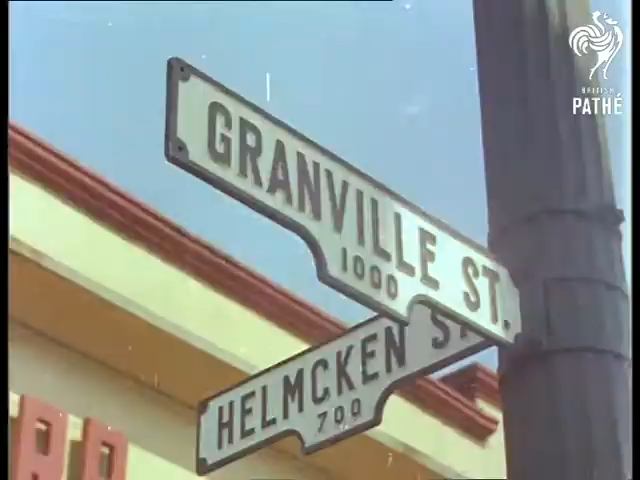 BRITISH
PATHÉ
GRANVILLE ST.
1000
HELMCKEN ST
700